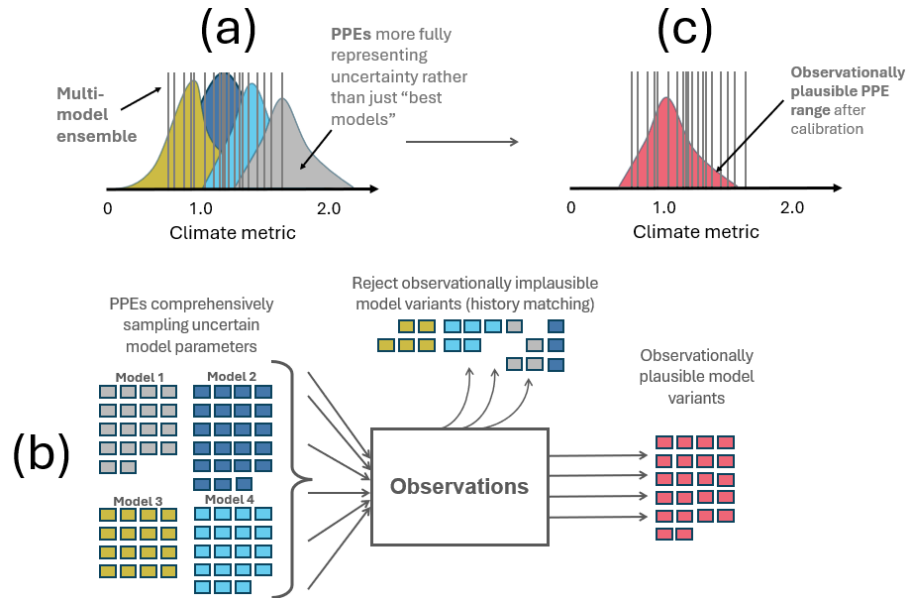 (a)
Multi-
model
ensemble
PPEs more fully
representing
uncertainty rather
than just “best
models”
0
1.0
2.0
Climate metric
(c)
Observationally
plausible PPE
range after
calibration
0
1.0
2.0
Climate metric
(b)
PPEs comprehensively
sampling uncertain
model parameters
Model 1
Model 2
Model 3
Model 4
Reject observationally implausible
model variants (history matching)
Observations
Observationally
plausible model
variants